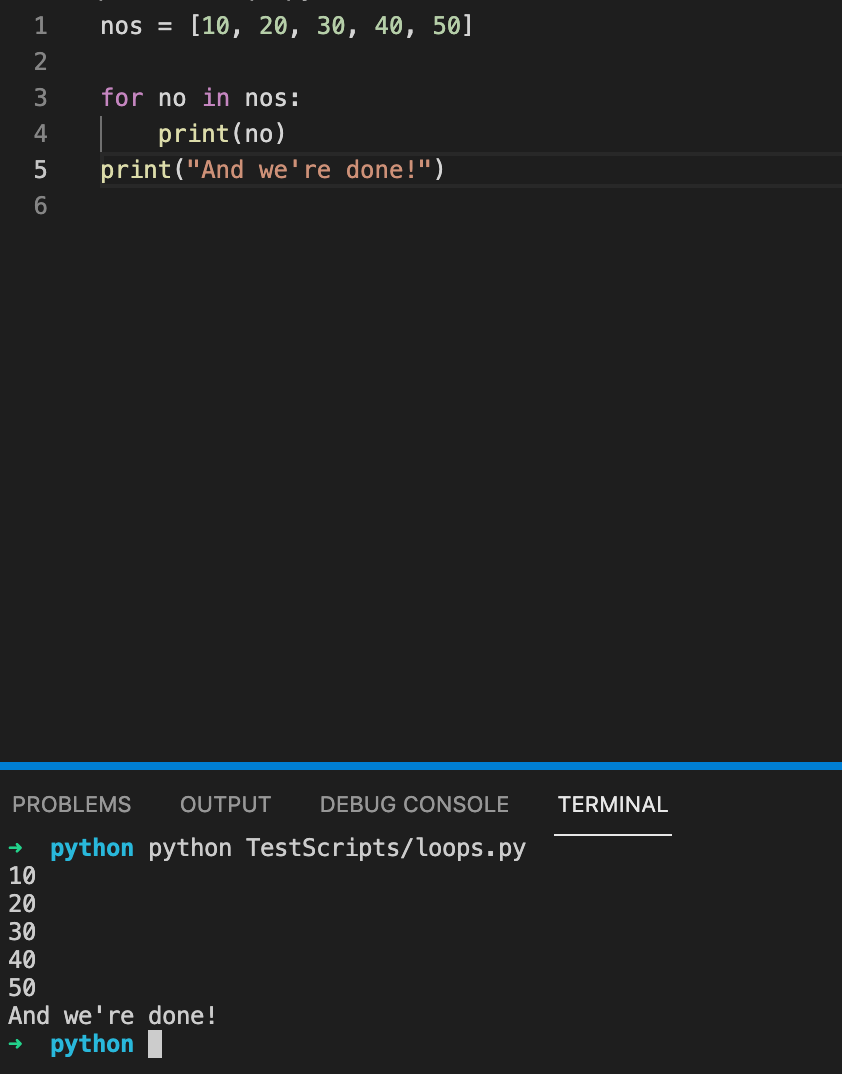 1 nos = [10, 20, 30, 40, 50]
2
3 for no in nos:
4     print(no)
5 print("And we're done!")
6
PROBLEMS OUTPUT DEBUG CONSOLE TERMINAL
➜ python python TestScripts/loops.py
10
20
30
40
50
And we're done!
➜ python